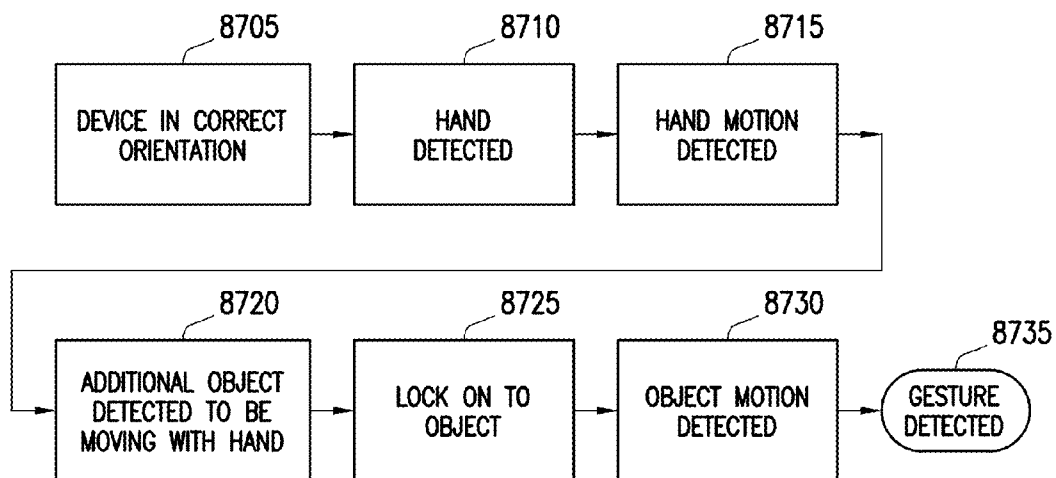 8705
8710
8715
DEVICE IN CORRECT
ORIENTATION
HAND
DETECTED
HAND MOTION
DETECTED
8720
8725
8730
8735
ADDITIONAL OBJECT
DETECTED TO BE
MOVING WITH HAND
LOCK ON TO
OBJECT
OBJECT MOTION
DETECTED
GESTURE
DETECTED